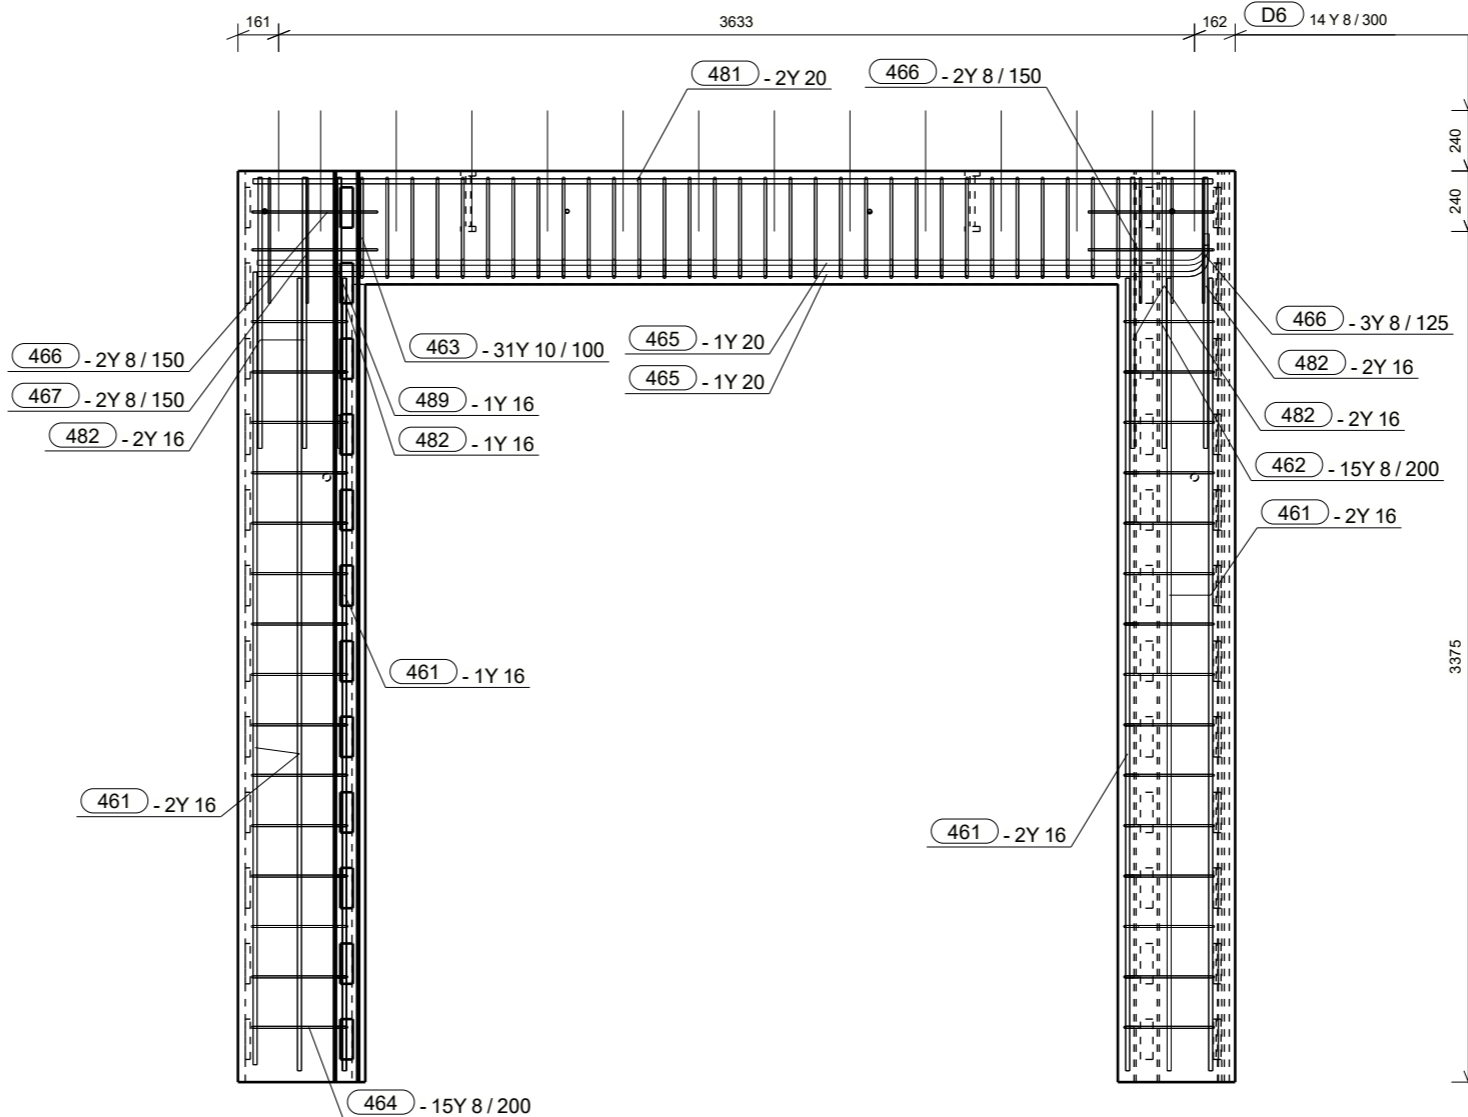 161
3633
162
D6 14 Y 8 / 300
481 - 2Y 20
466 - 2Y 8 / 150
240
240
466 - 2Y 8 / 150
467 - 2Y 8 / 150
482 - 2Y 16
463 - 31Y 10 / 100
489 - 1Y 16
482 - 1Y 16
465 - 1Y 20
465 - 1Y 20
466 - 3Y 8 / 125
482 - 2Y 16
482 - 2Y 16
462 - 15Y 8 / 200
461 - 2Y 16
461 - 1Y 16
3375
461 - 2Y 16
461 - 2Y 16
464 - 15Y 8 / 200